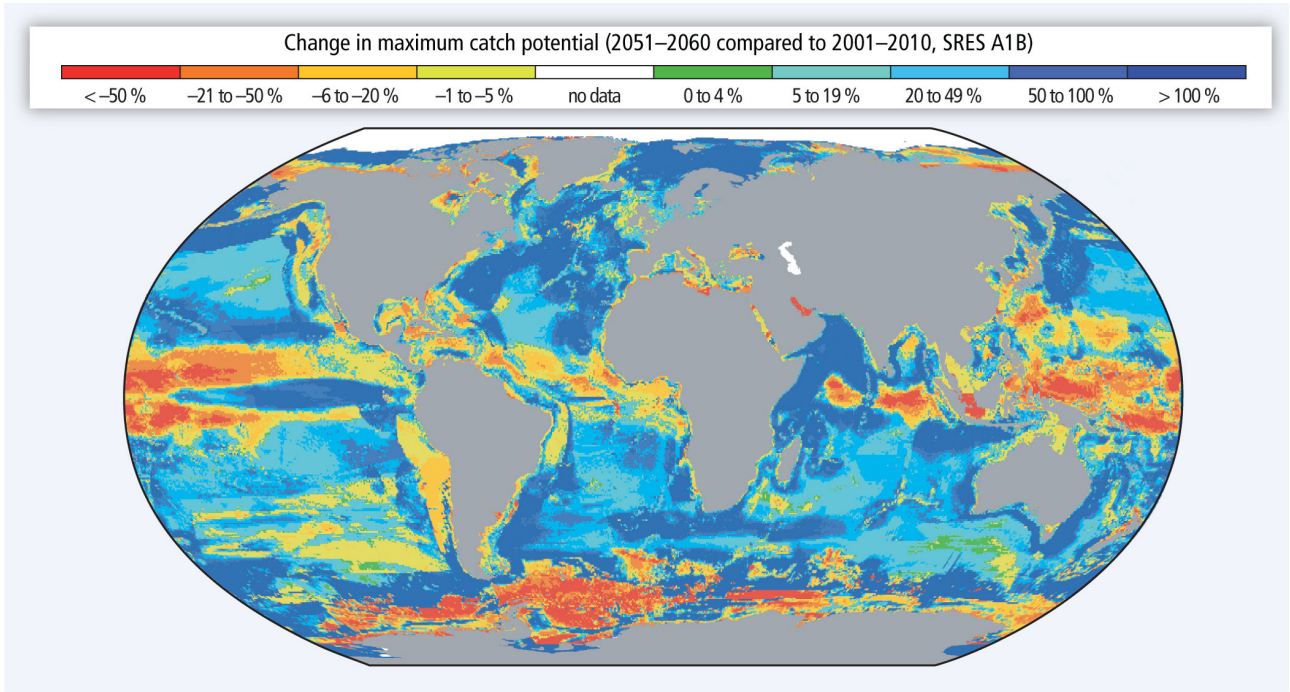 Change in maximum catch potential (2051–2060 compared to 2001–2010, SRES A1B)
< –50 % –21 to –50 % –6 to –20 % –1 to –5 % no data 0 to 4 % 5 to 19 % 20 to 49 % 50 to 100 % > 100 %